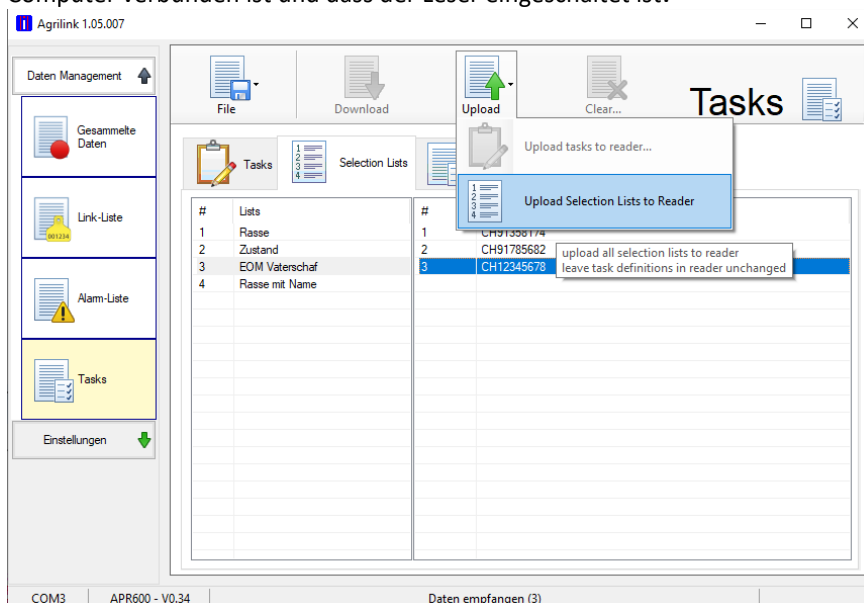 Computer verbunden ist und dass der Leser eingeschaltet ist.
Agrilink 1.05.007
Daten Management
Gesammelte
Daten
Link-Liste
001234
Alarm-Liste
Tasks
Einstellungen
File
Download
Upload
Clear...
Tasks
Upload tasks to reader...
Upload Selection Lists to Reader
upload all selection lists to reader
leave task definitions in reader unchanged
Tasks
Selection Lists
# Lists
1 Rasse
2 Zustand
3 EOM Vaterschaf
4 Rasse mit Name
#
1 CH91358174
2 CH91785682
3 CH12345678
COM3
APR600 - V0.34
Daten empfangen (3)